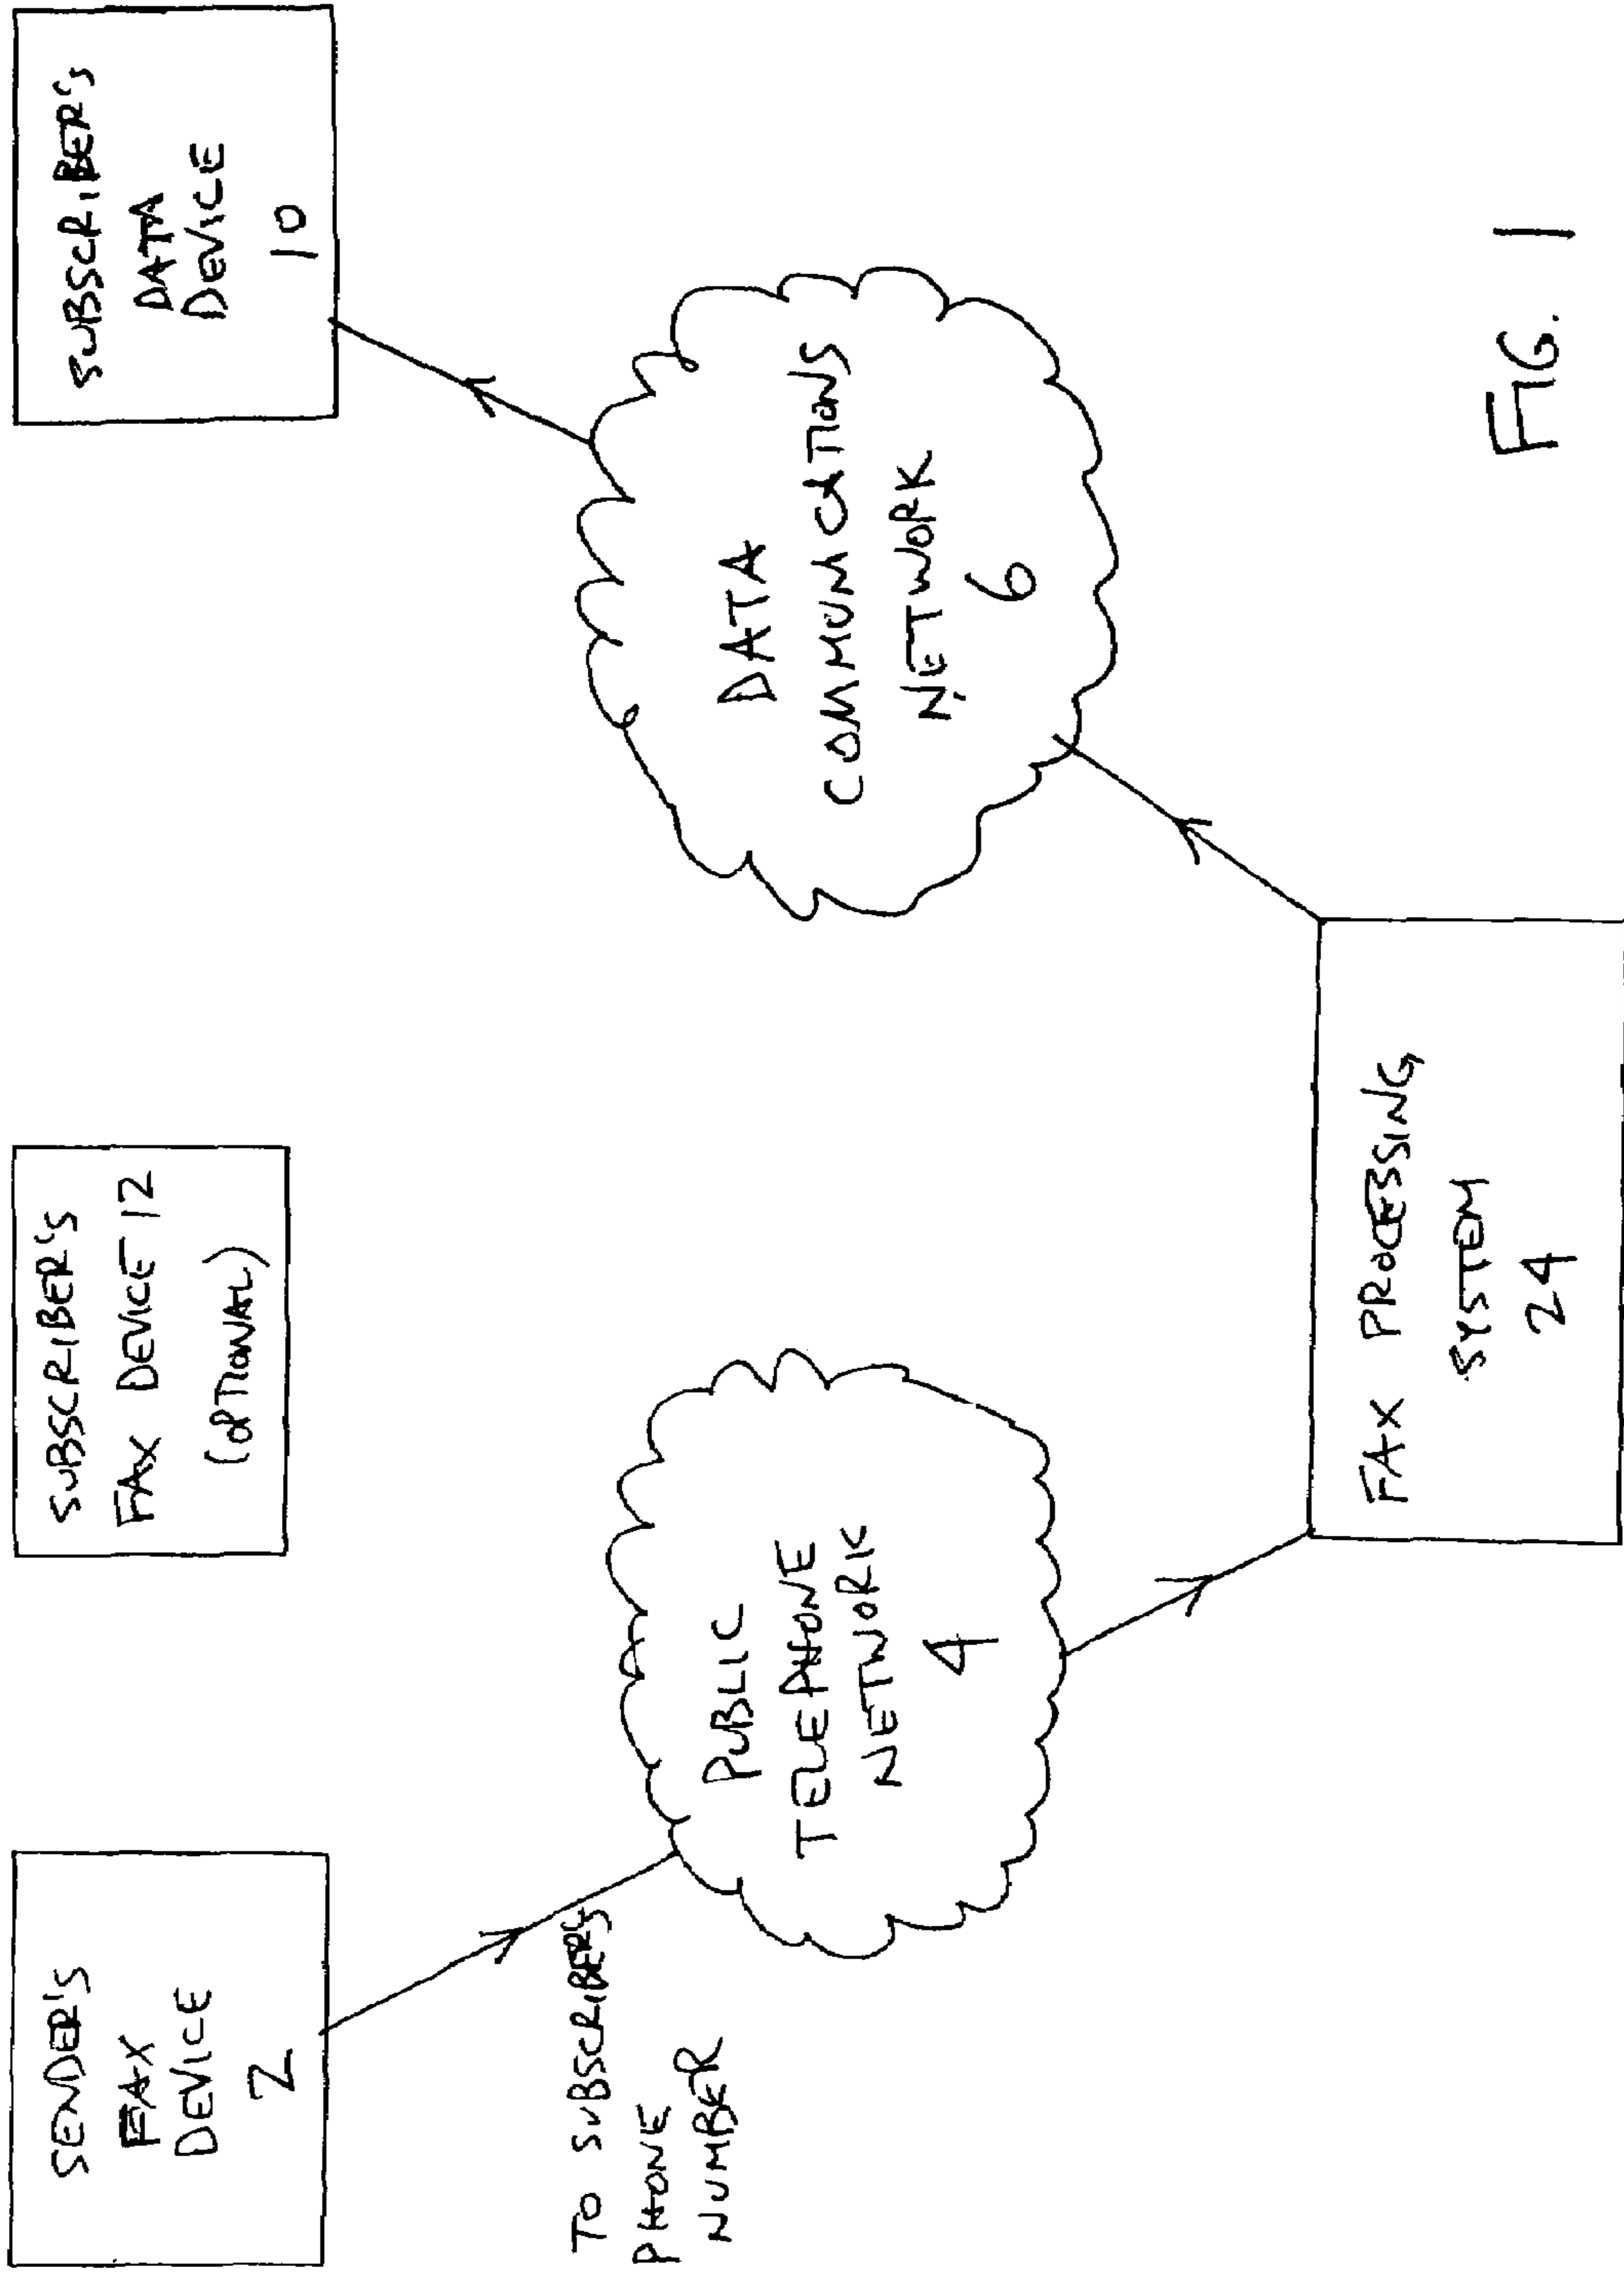 SENDER'S
FAX
DEVICE
2
SUBSCRIBER'S
FAX DEVICE 12
(OPTIONAL)
SUBSCRIBER'S
DATA
DEVICE
10
TO SUBSCRIBER'S
PHONE
NUMBER
PUBLIC
TELEPHONE
NETWORK
4
DATA
COMMUNICATIONS
NETWORK
6
FAX PROCESSING
SYSTEM
24
FIG. 1